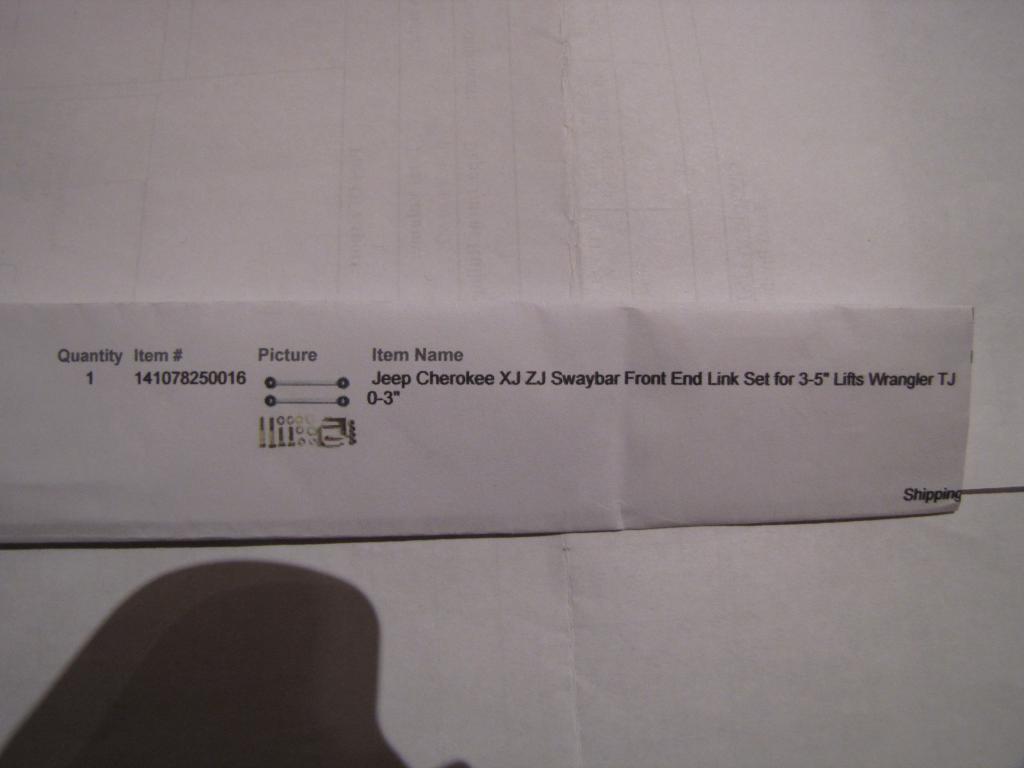 Quantity Item # Picture Item Name
1 141078250016 Jeep Cherokee XJ ZJ Swaybar Front End Link Set for 3-5" Lifts Wrangler TJ
0-3"
Shipping